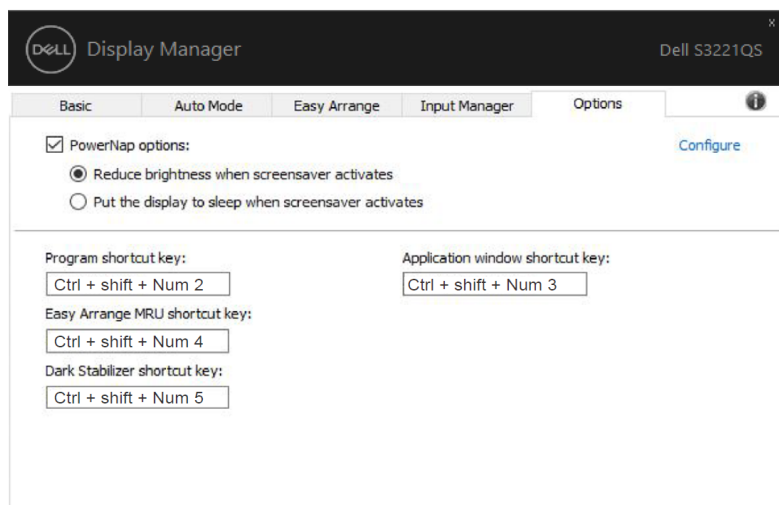 x
DELL Display Manager
Dell S3221QS
Basic Auto Mode Easy Arrange Input Manager Options i
PowerNap options:
Configure
Reduce brightness when screensaver activates
Put the display to sleep when screensaver activates
Program shortcut key:
Ctrl + shift + Num 2
Application window shortcut key:
Ctrl + shift + Num 3
Easy Arrange MRU shortcut key:
Ctrl + shift + Num 4
Dark Stabilizer shortcut key:
Ctrl + shift + Num 5